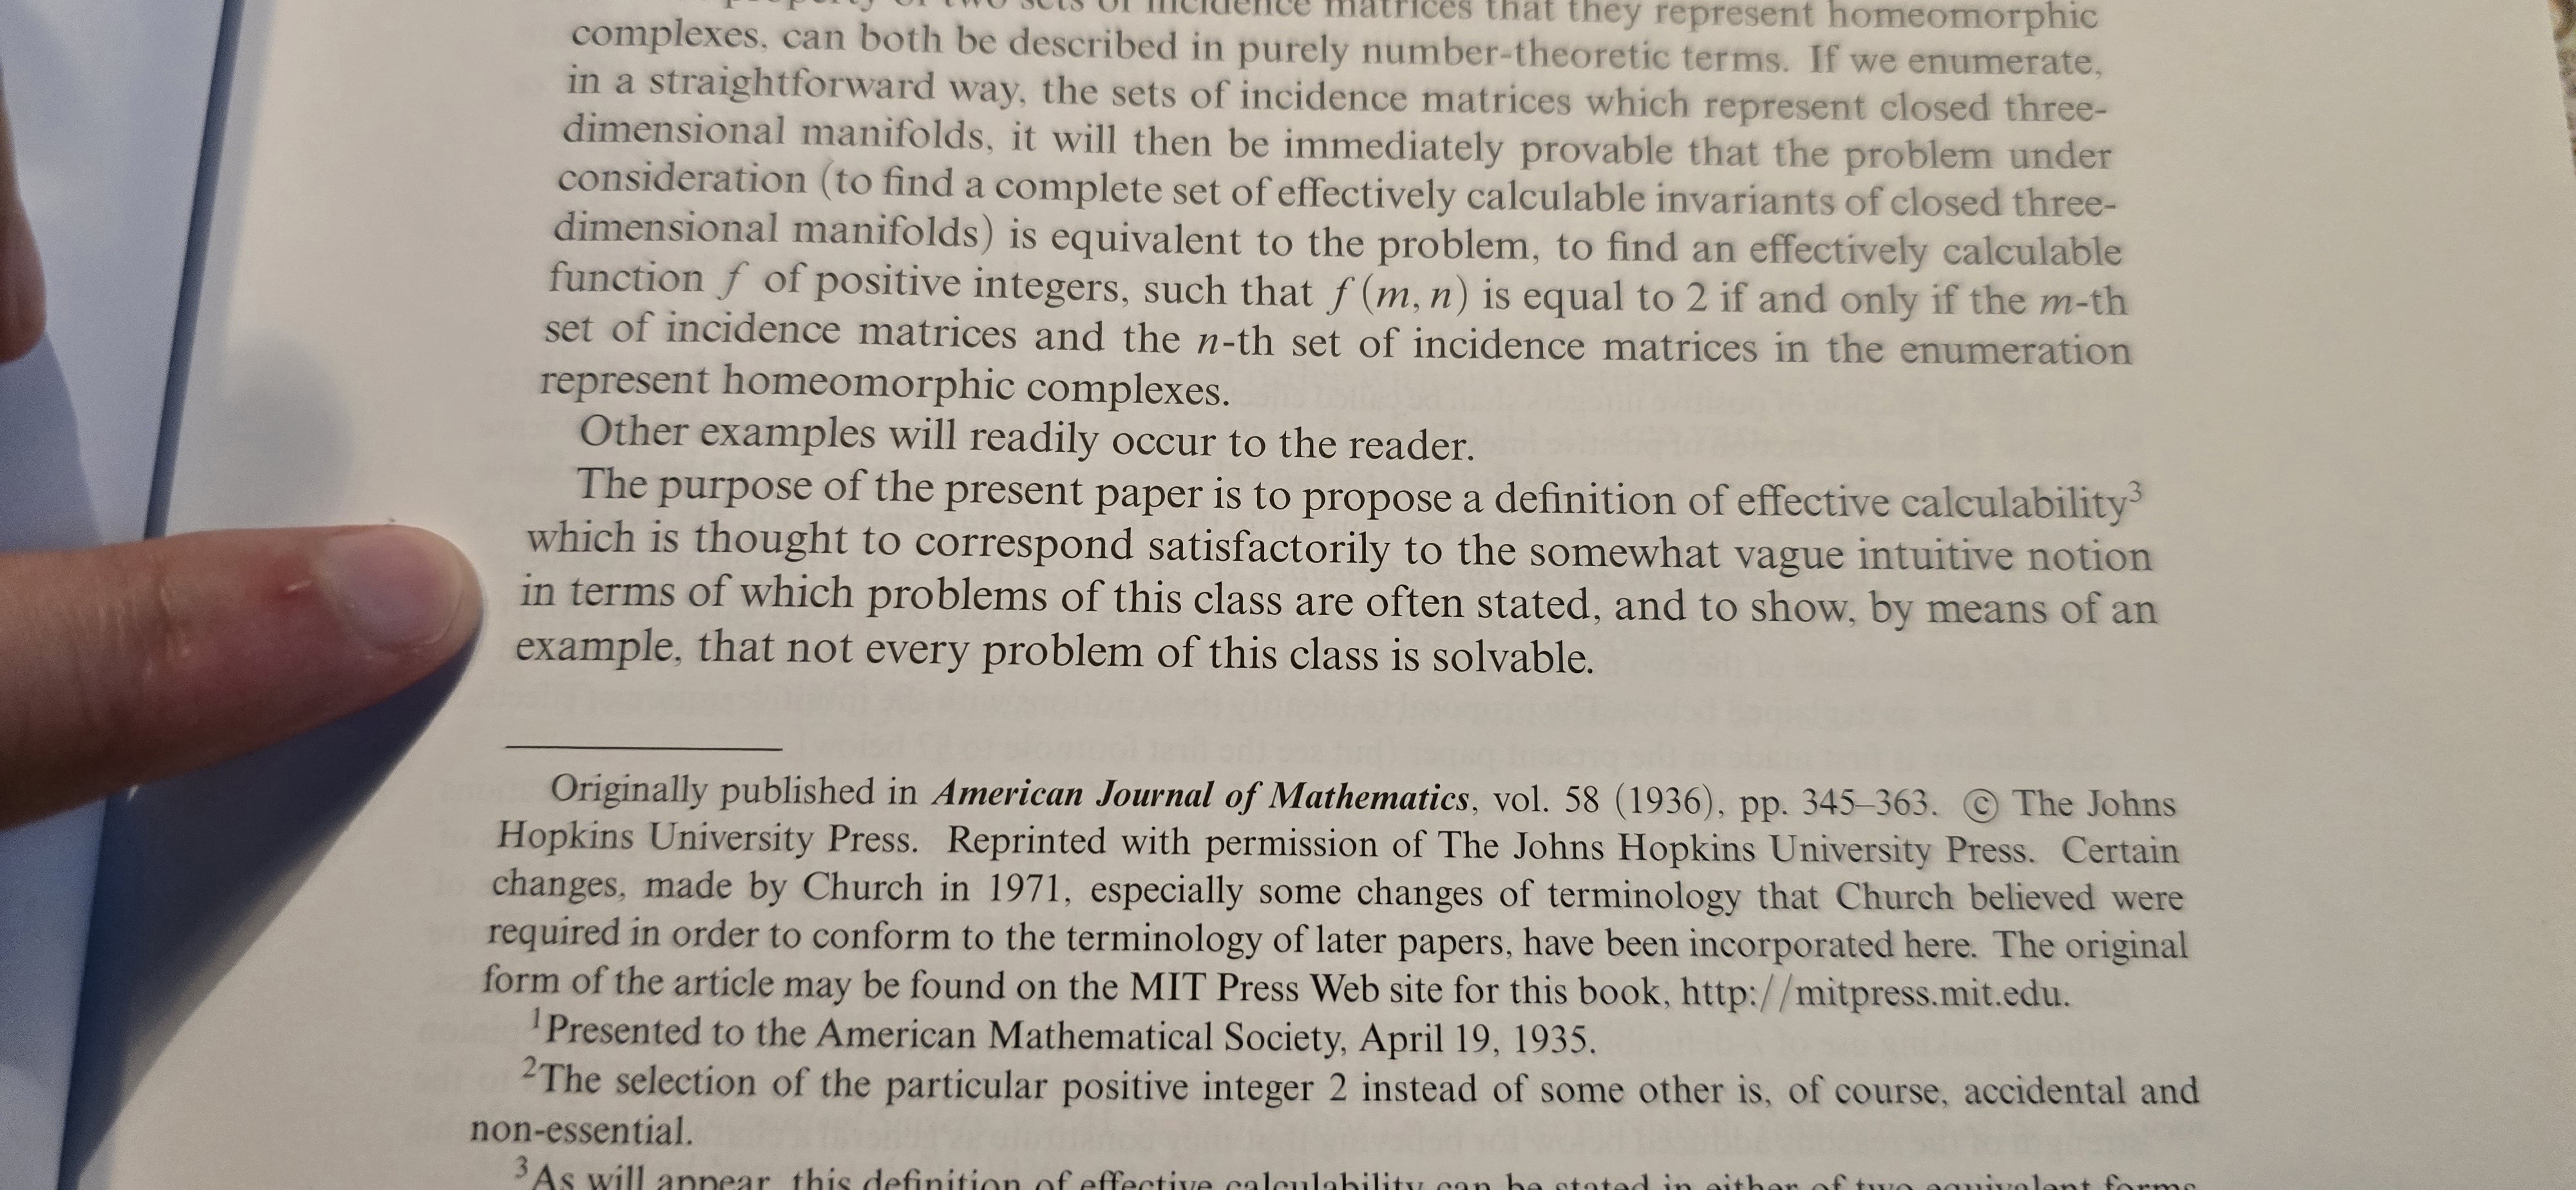 property of two sets of incidence matrices that they represent homeomorphic
complexes, can both be described in purely number-theoretic terms. If we enumerate,
in a straightforward way, the sets of incidence matrices which represent closed three-
dimensional manifolds, it will then be immediately provable that the problem under
consideration (to find a complete set of effectively calculable invariants of closed three-
dimensional manifolds) is equivalent to the problem, to find an effectively calculable
function f of positive integers, such that f(m, n) is equal to 2 if and only if the m-th
set of incidence matrices and the n-th set of incidence matrices in the enumeration
represent homeomorphic complexes.
Other examples will readily occur to the reader.
The purpose of the present paper is to propose a definition of effective calculability³
which is thought to correspond satisfactorily to the somewhat vague intuitive notion
in terms of which problems of this class are often stated, and to show, by means of an
example, that not every problem of this class is solvable.
Originally published in American Journal of Mathematics, vol. 58 (1936), pp. 345–363. © The Johns
Hopkins University Press. Reprinted with permission of The Johns Hopkins University Press. Certain
changes, made by Church in 1971, especially some changes of terminology that Church believed were
required in order to conform to the terminology of later papers, have been incorporated here. The original
form of the article may be found on the MIT Press Web site for this book, http://mitpress.mit.edu.
¹Presented to the American Mathematical Society, April 19, 1935.
²The selection of the particular positive integer 2 instead of some other is, of course, accidental and
non-essential.
³As will appear, this definition of effective calculability can be stated in either of two equivalent forms,